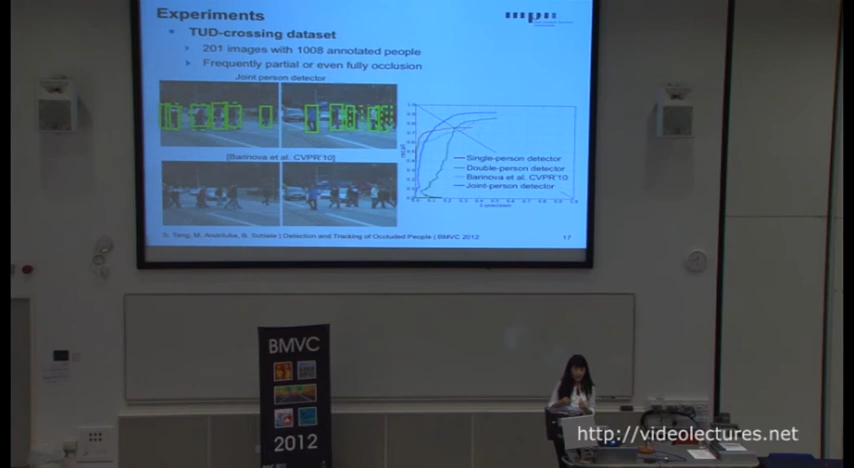 Experiments
TUD-crossing dataset
201 images with 1008 annotated people
Frequently partial or even fully occlusion
Joint person detector
[Barinova et al. CVPR'10]
Single-person detector
Double-person detector
Barinova et al. CVPR'10
Joint-person detector
S. Tang, M. Andriluka, B. Schiele | Detection and Tracking of Occluded People | BMVC 2012
17
BMVC
2012
http://videolectures.net